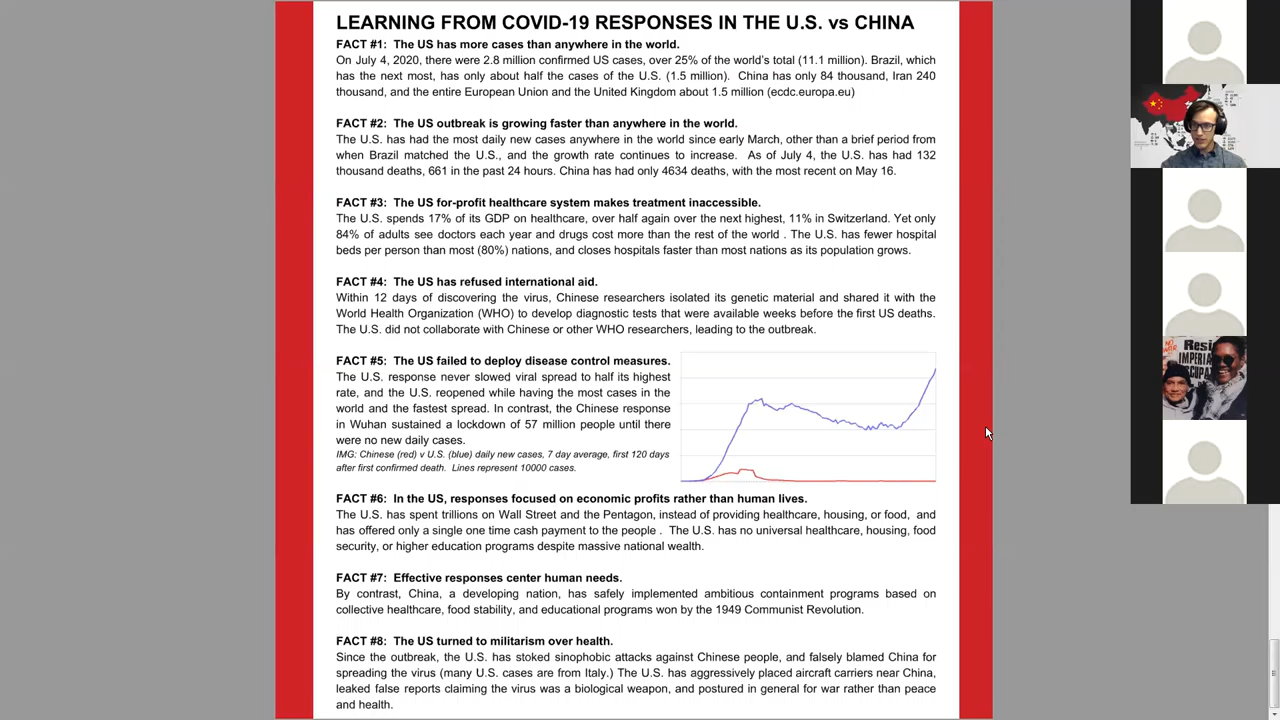 LEARNING FROM COVID-19 RESPONSES IN THE U.S. vs CHINA
FACT #1: The US has more cases than anywhere in the world.
On July 4, 2020, there were 2.8 million confirmed US cases, over 25% of the world's total (11.1 million). Brazil, which
has the next most, has only about half the cases of the U.S. (1.5 million). China has only 84 thousand, Iran 240
thousand, and the entire European Union and the United Kingdom about 1.5 million (ecdc.europa.eu)
FACT #2: The US outbreak is growing faster than anywhere in the world.
The U.S. has had the most daily new cases anywhere in the world since early March, other than a brief period from
when Brazil matched the U.S., and the growth rate continues to increase. As of July 4, the U.S. has had 132
thousand deaths, 661 in the past 24 hours. China has had only 4634 deaths, with the most recent on May 16.
FACT #3: The US for-profit healthcare system makes treatment inaccessible.
The U.S. spends 17% of its GDP on healthcare, over half again over the next highest, 11% in Switzerland. Yet only
84% of adults see doctors each year and drugs cost more than the rest of the world . The U.S. has fewer hospital
beds per person than most (80%) nations, and closes hospitals faster than most nations as its population grows.
FACT #4: The US has refused international aid.
Within 12 days of discovering the virus, Chinese researchers isolated its genetic material and shared it with the
World Health Organization (WHO) to develop diagnostic tests that were available weeks before the first US deaths.
The U.S. did not collaborate with Chinese or other WHO researchers, leading to the outbreak.
FACT #5: The US failed to deploy disease control measures.
The U.S. response never slowed viral spread to half its highest
rate, and the U.S. reopened while having the most cases in the
world and the fastest spread. In contrast, the Chinese response
in Wuhan sustained a lockdown of 57 million people until there
were no new daily cases.
IMG: Chinese (red) v U.S. (blue) daily new cases, 7 day average, first 120 days
after first confirmed death. Lines represent 10000 cases.
FACT #6: In the US, responses focused on economic profits rather than human lives.
The U.S. has spent trillions on Wall Street and the Pentagon, instead of providing healthcare, housing, or food, and
has offered only a single one time cash payment to the people . The U.S. has no universal healthcare, housing, food
security, or higher education programs despite massive national wealth.
FACT #7: Effective responses center human needs.
By contrast, China, a developing nation, has safely implemented ambitious containment programs based on
collective healthcare, food stability, and educational programs won by the 1949 Communist Revolution.
FACT #8: The US turned to militarism over health.
Since the outbreak, the U.S. has stoked sinophobic attacks against Chinese people, and falsely blamed China for
spreading the virus (many U.S. cases are from Italy.) The U.S. has aggressively placed aircraft carriers near China,
leaked false reports claiming the virus was a biological weapon, and postured in general for war rather than peace
and health.